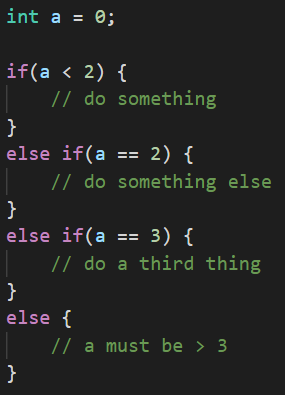 int a = 0;

if(a < 2) {
    // do something
}
else if(a == 2) {
    // do something else
}
else if(a == 3) {
    // do a third thing
}
else {
    // a must be > 3
}